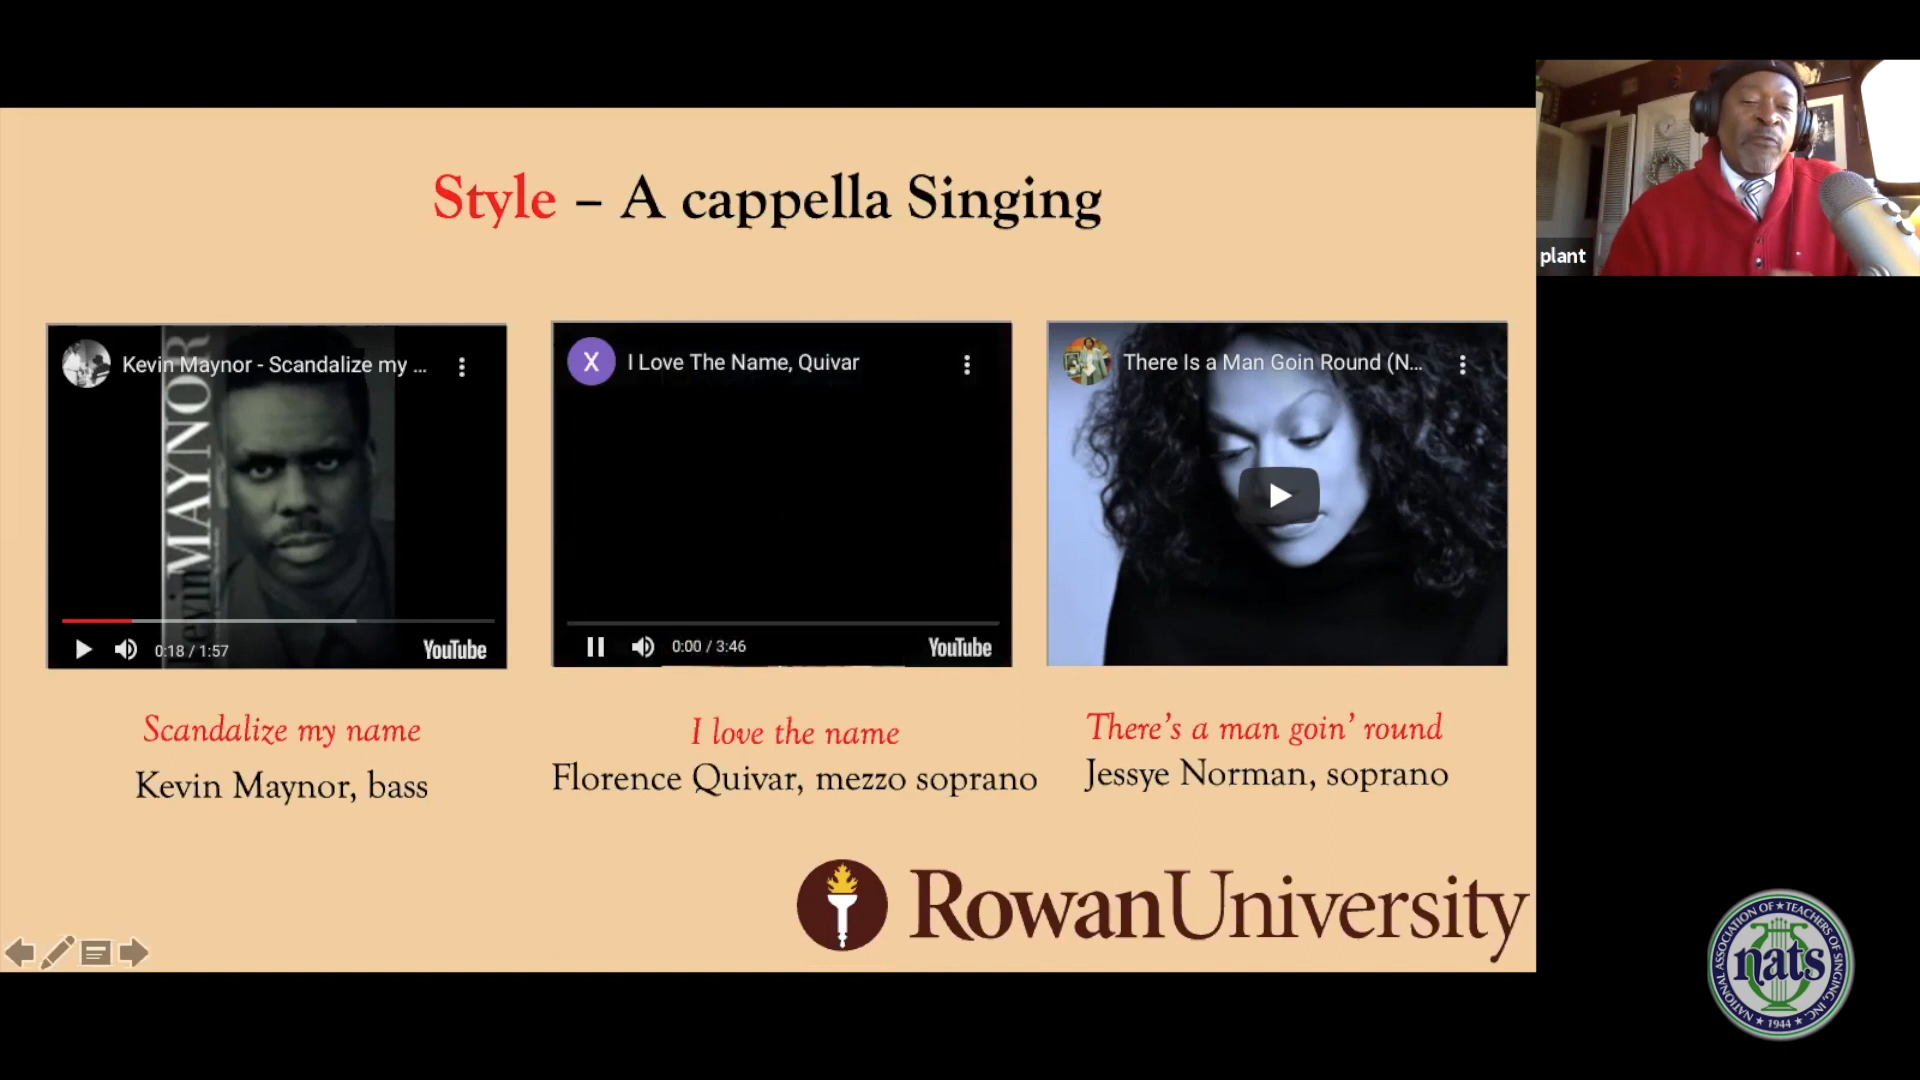 Style – A cappella Singing
plant
Kevin Maynor - Scandalize my ...
MAYNOR
Kevin
0:18 / 1:57
YouTube
X
I Love The Name, Quivar
0:00 / 3:46
YouTube
There Is a Man Goin Round (N...
Scandalize my name
Kevin Maynor, bass
I love the name
Florence Quivar, mezzo soprano
There's a man goin' round
Jessye Norman, soprano
Rowan University
NATIONAL ASSOCIATION OF ★ TEACHERS OF SINGING, INC.
nats
★ 1944 ★